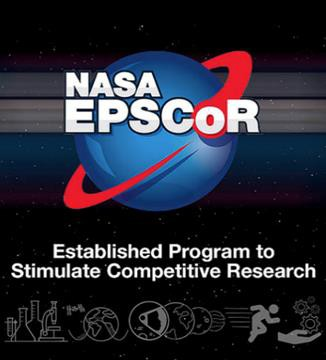 NASA
EPSCoR
Established Program to
Stimulate Competitive Research